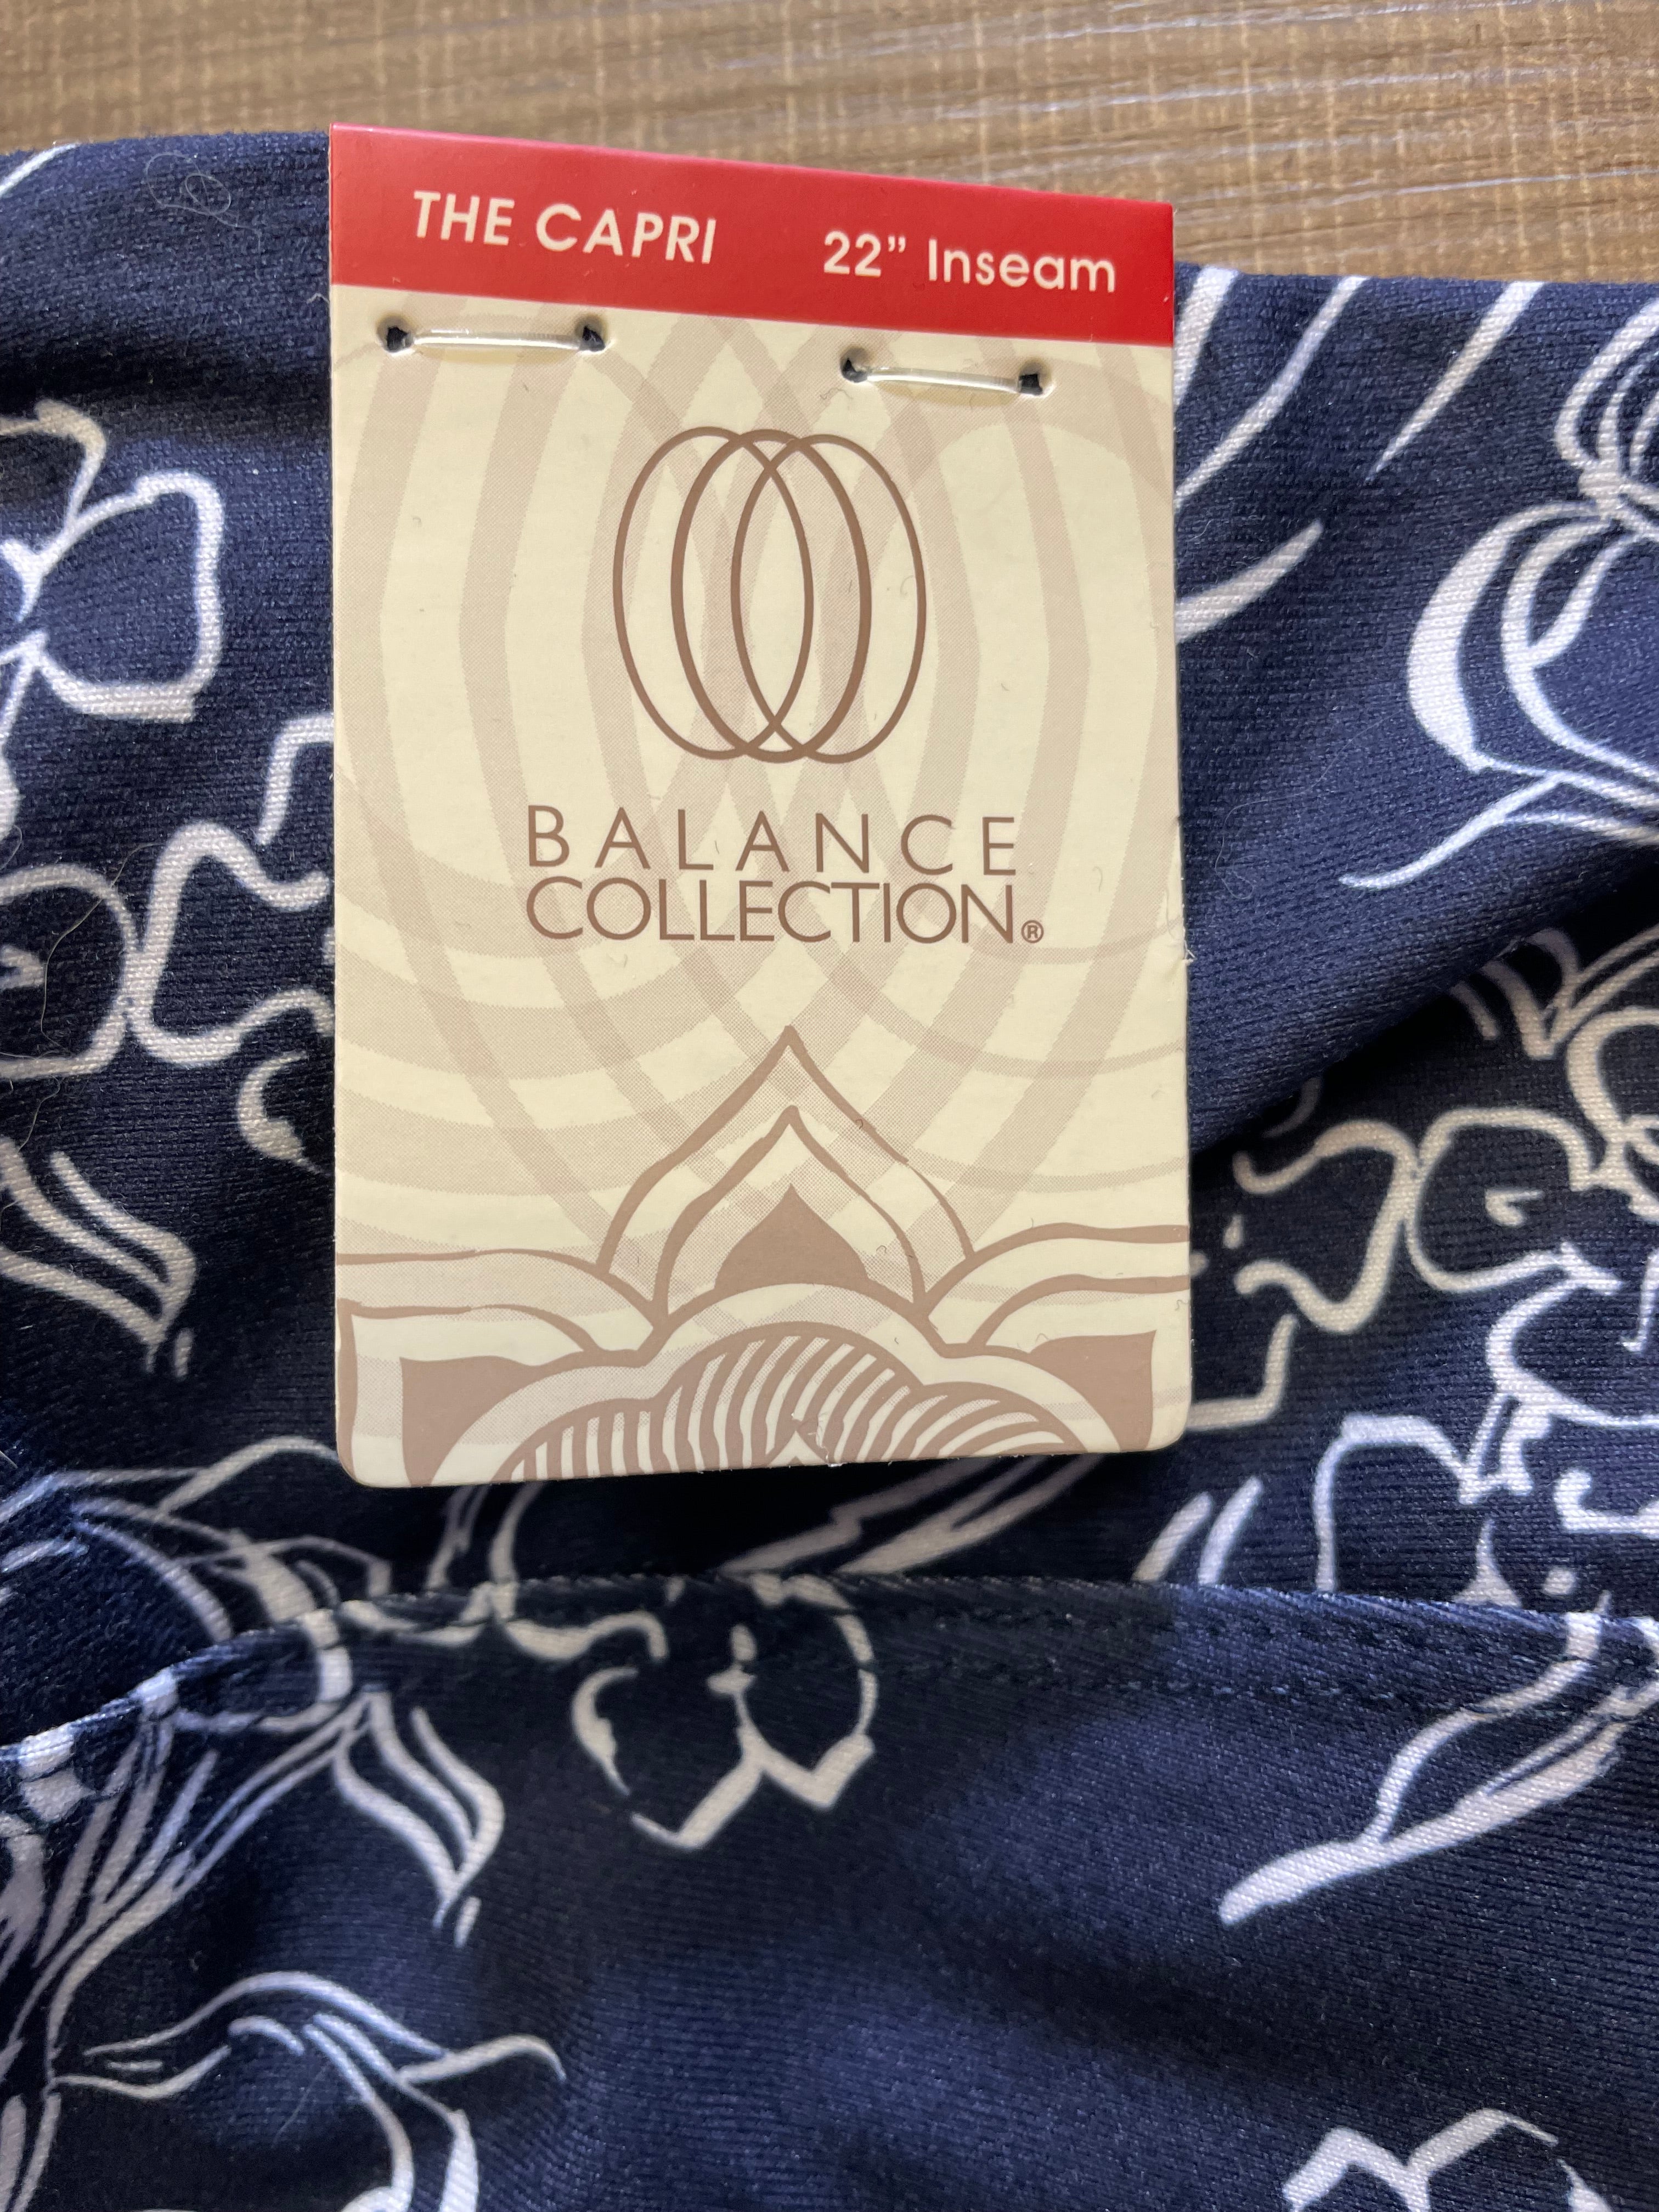 THE CAPRI 22” Inseam
BALANCE
COLLECTION®